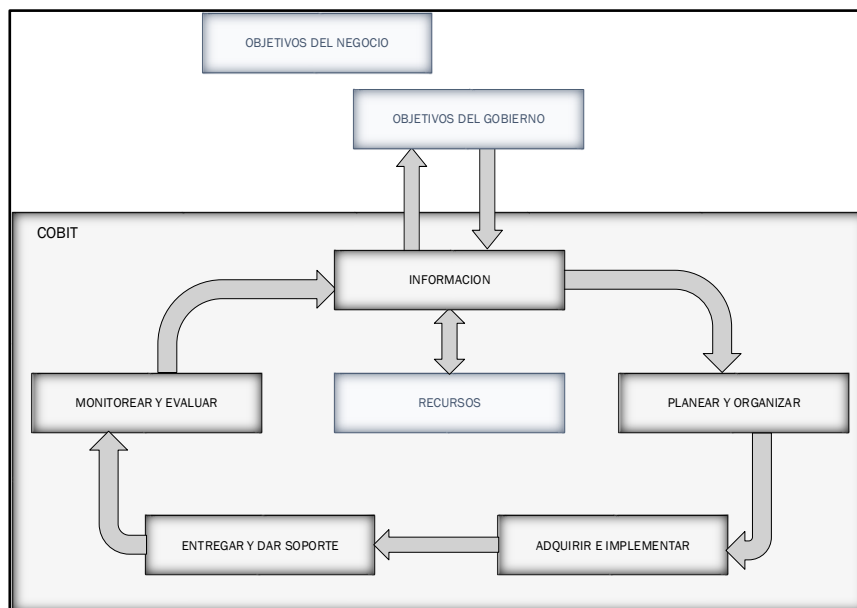 OBJETIVOS DEL NEGOCIO
OBJETIVOS DEL GOBIERNO
COBIT
INFORMACION
MONITOREAR Y EVALUAR
RECURSOS
PLANEAR Y ORGANIZAR
ENTREGAR Y DAR SOPORTE
ADQUIRIR E IMPLEMENTAR